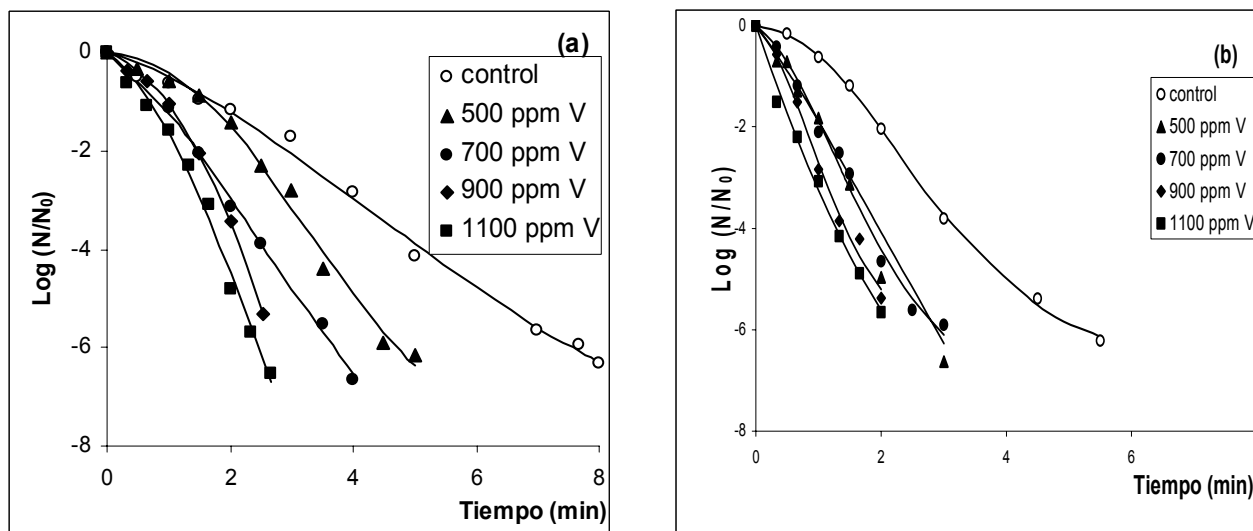 (a)
control
500 ppm V
700 ppm V
900 ppm V
1100 ppm V
0
-2
-4
-6
-8
Log (N/N0)
0 2 4 6 8
Tiempo (min)
(b)
control
500 ppm V
700 ppm V
900 ppm V
1100 ppm V
0
-2
-4
-6
-8
Log (N/N0)
0 2 4 6
Tiempo (min)